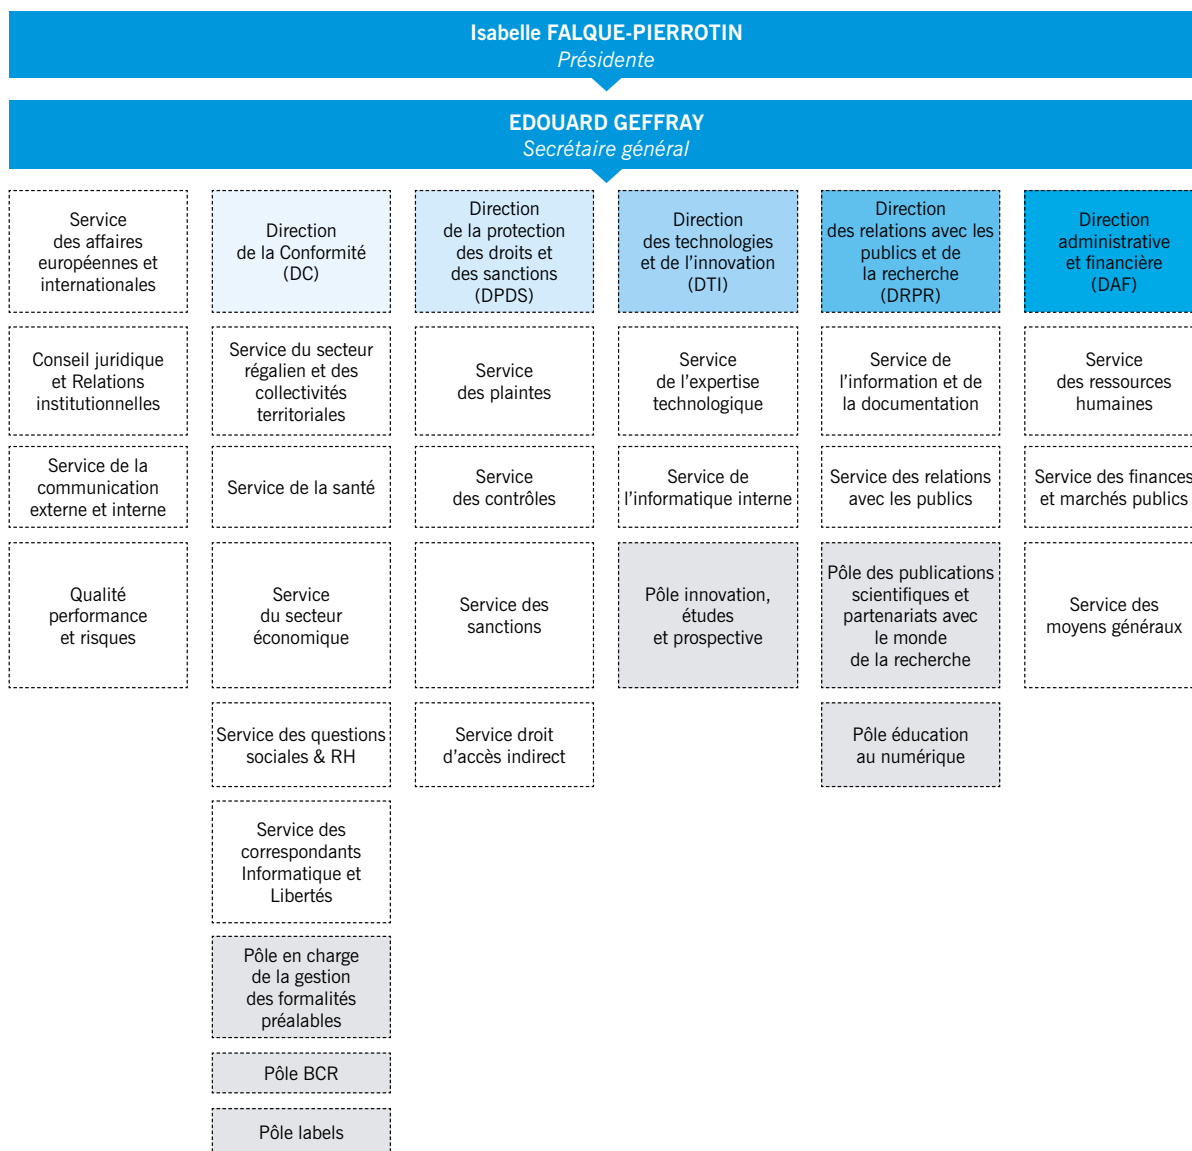 Isabelle FALQUE-PIERROTIN
Présidente
EDOUARD GEFFRAY
Secrétaire général
Service
des affaires
européennes et
internationales
Direction
de la Conformité
(DC)
Direction
de la protection
des droits et
des sanctions
(DPDS)
Direction
des technologies
et de l'innovation
(DTI)
Direction
des relations avec les
publics et de
la recherche
(DRPR)
Direction
administrative
et financière
(DAF)
Conseil juridique
et Relations
institutionnelles
Service du secteur
régalien et des
collectivités
territoriales
Service
des plaintes
Service
de l'expertise
technologique
Service de
l'information et de
la documentation
Service
des ressources
humaines
Service de la
communication
externe et interne
Service de la santé
Service
des contrôles
Service de
l'informatique interne
Service des relations
avec les publics
Service des finances
et marchés publics
Qualité
performance
et risques
Service
du secteur
économique
Service des
sanctions
Pôle innovation,
études
et prospective
Pôle des publications
scientifiques et
partenariats avec
le monde
de la recherche
Service des
moyens généraux
Service des questions
sociales & RH
Service droit
d'accès indirect
Pôle éducation
au numérique
Service des
correspondants
Informatique et
Libertés
Pôle en charge
de la gestion
des formalités
préalables
Pôle BCR
Pôle labels